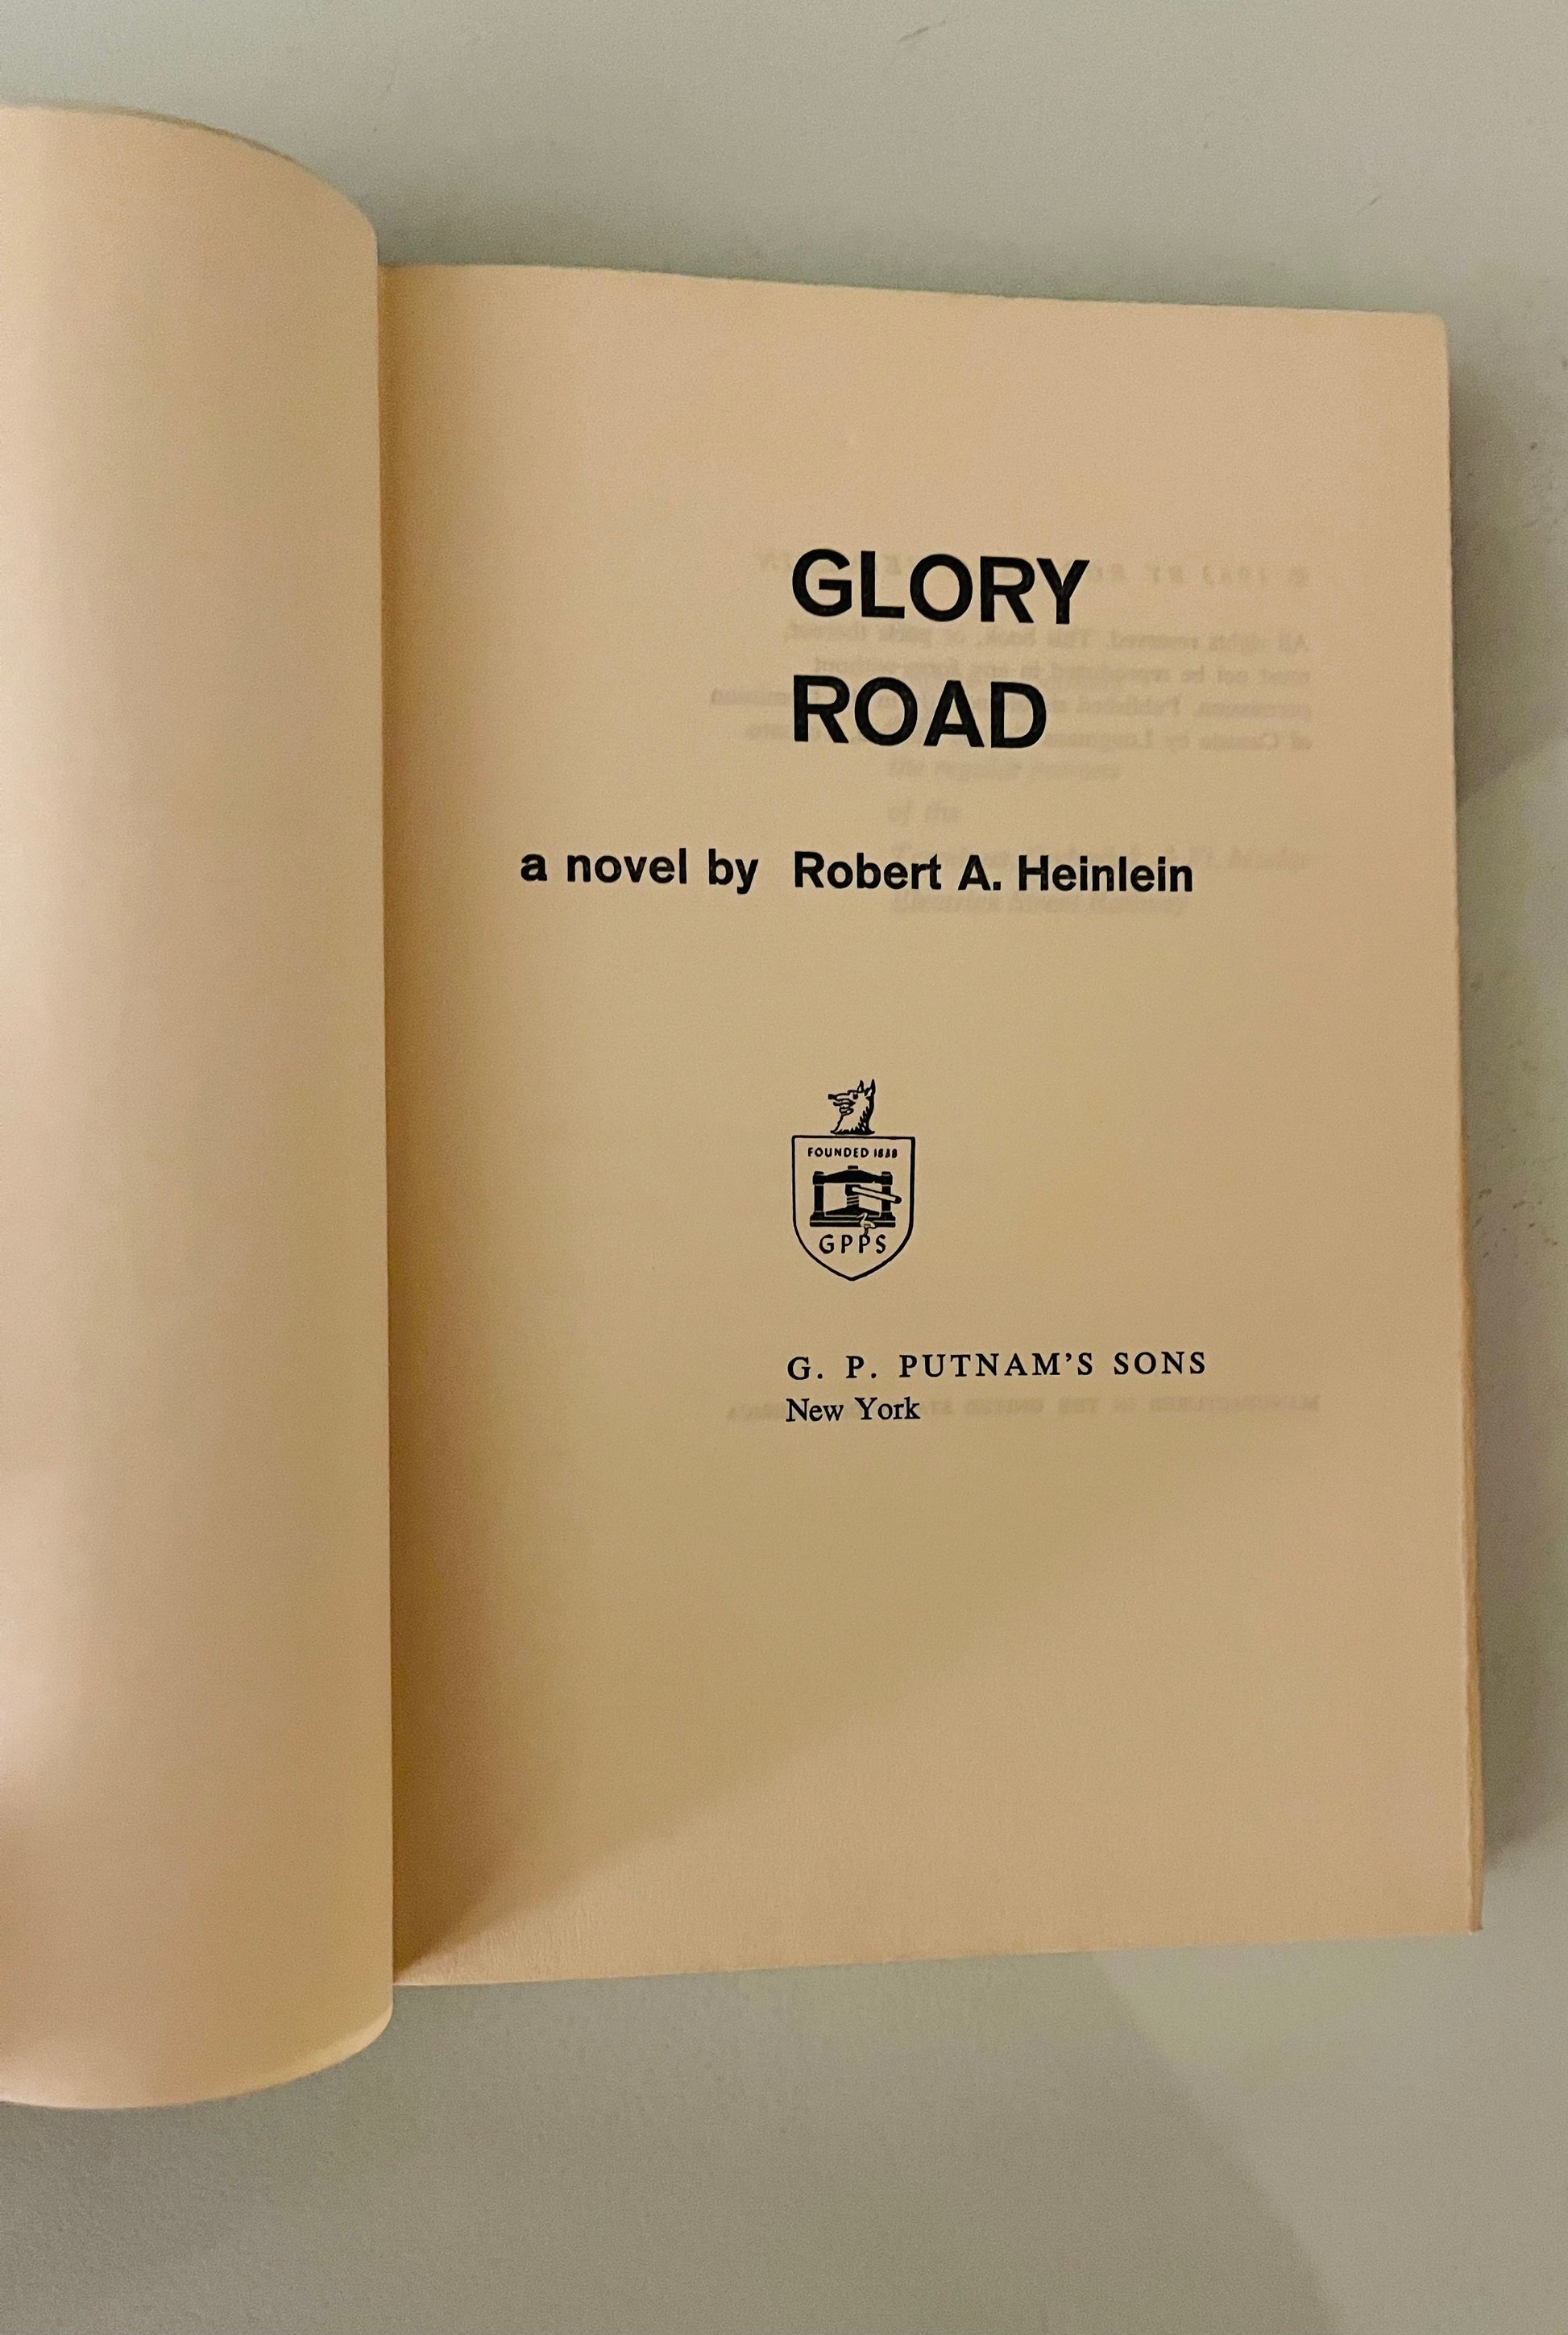 GLORY
ROAD
a novel by Robert A. Heinlein
FOUNDED 1838
GPPS
G. P. PUTNAM'S SONS
New York